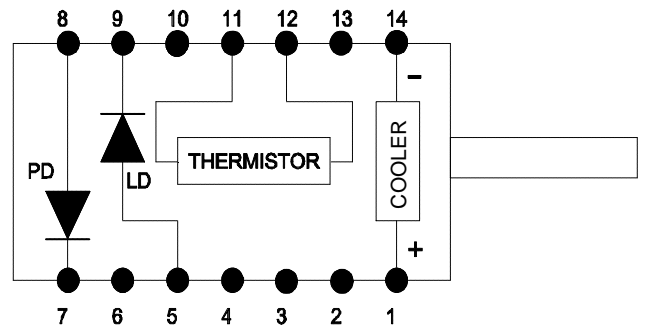 8 9 10 11 12 13 14
−
THERMISTOR
COOLER
PD
LD
+
7 6 5 4 3 2 1